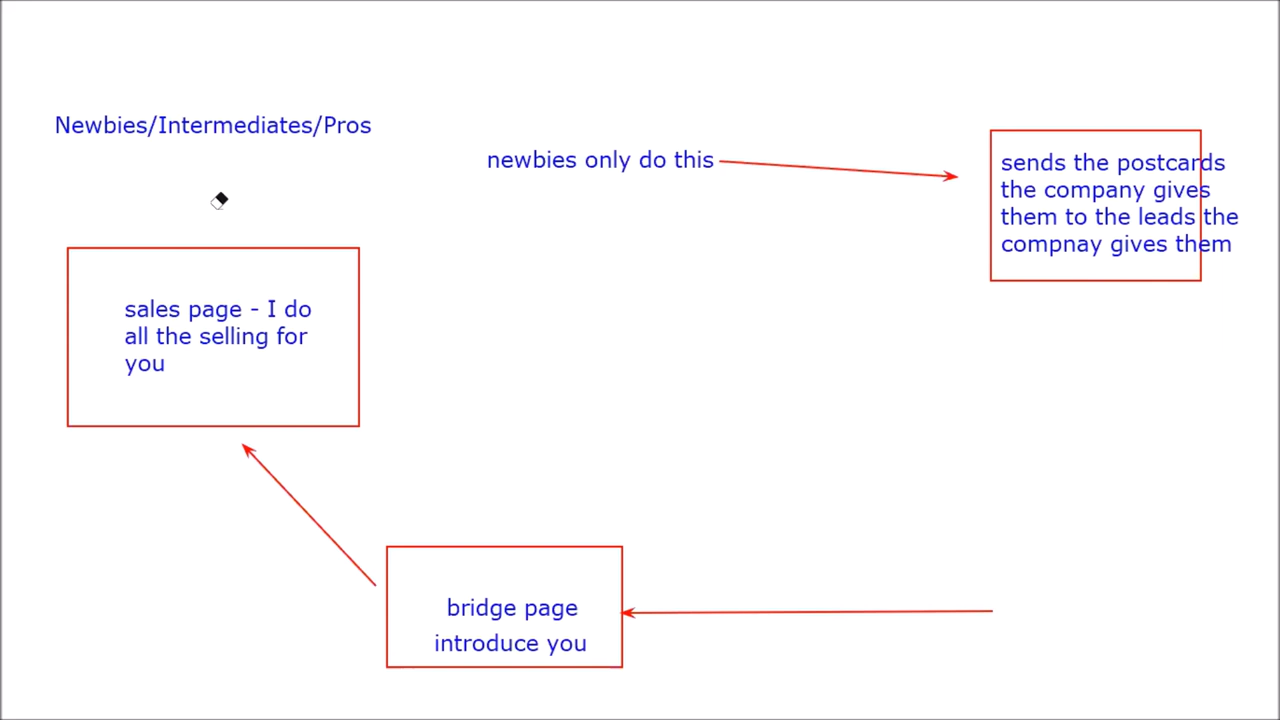 Newbies/Intermediates/Pros
newbies only do this
sends the postcards
the company gives
them to the leads the
compnay gives them
sales page - I do
all the selling for
you
bridge page
introduce you